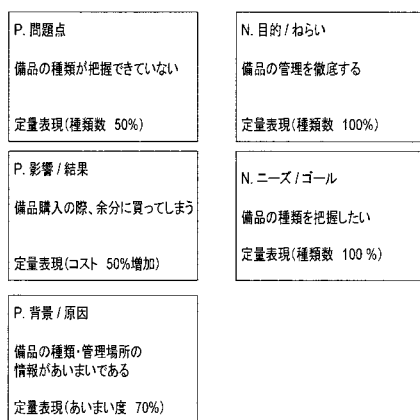 P. 問題点
備品の種類が把握できていない
定量表現(種類数 50%)
P. 影響 / 結果
備品購入の際、余分に買ってしまう
定量表現(コスト 50%増加)
P. 背景 / 原因
備品の種類・管理場所の
情報があいまいである
定量表現(あいまい度 70%)
N. 目的 / ねらい
備品の管理を徹底する
定量表現(種類数 100%)
N. ニーズ / ゴール
備品の種類を把握したい
定量表現(種類数 100 %)